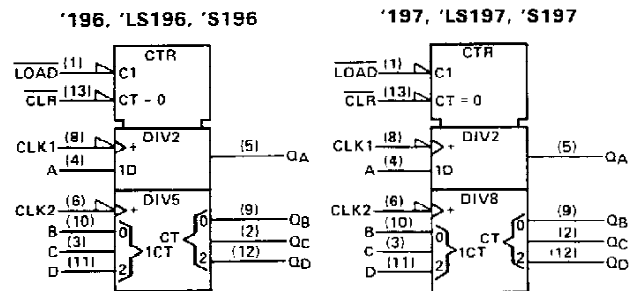 '196, 'LS196, 'S196
CTR
LOAD (1) C1
CLR (13) CT = 0
DIV2
CLK1 (8) +
(5) QA
A (4) 1D
DIV5
CLK2 (6) +
B (10) 0
1CT
C (3)
D (11) 2
CT
0 (9) QB
(2) QC
2 (12) QD
'197, 'LS197, 'S197
CTR
LOAD (1) C1
CLR (13) CT = 0
DIV2
CLK1 (8) +
(5) QA
A (4) 1D
DIV8
CLK2 (6) +
B (10) 0
1CT
C (3)
D (11) 2
CT
0 (9) QB
(2) QC
2 (12) QD